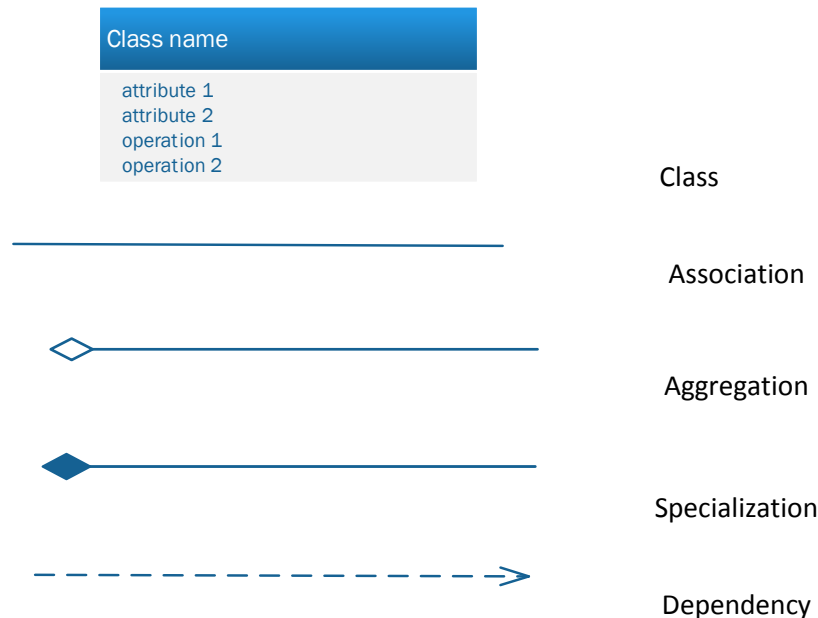 Class name
attribute 1
attribute 2
operation 1
operation 2
Class
Association
Aggregation
Specialization
Dependency